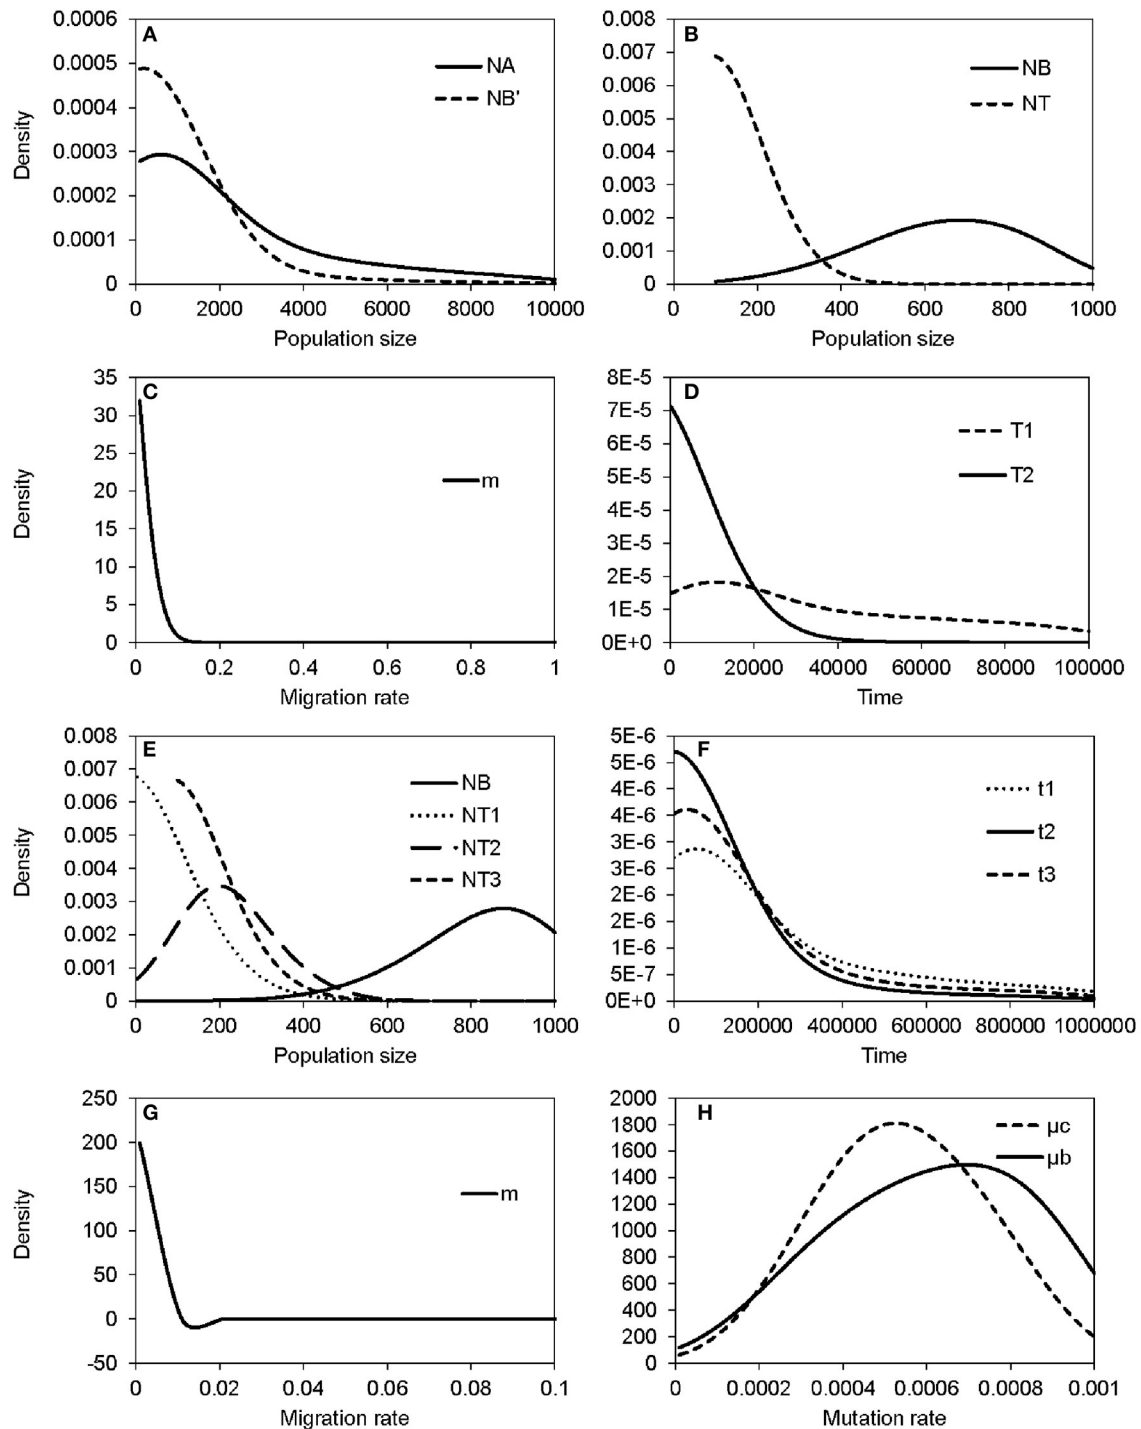 A
0.0006
0.0005
0.0004
0.0003
0.0002
0.0001
0
Density
NA
NB'
0 2000 4000 6000 8000 10000
Population size
B
0.008
0.007
0.006
0.005
0.004
0.003
0.002
0.001
0
NB
NT
0 200 400 600 800 1000
Population size
C
35
30
25
20
15
10
5
0
Density
m
0 0.2 0.4 0.6 0.8 1
Migration rate
D
8E-5
7E-5
6E-5
5E-5
4E-5
3E-5
2E-5
1E-5
0E+0
T1
T2
0 20000 40000 60000 80000 100000
Time
E
0.008
0.007
0.006
0.005
0.004
0.003
0.002
0.001
0
Density
NB
NT1
NT2
NT3
0 200 400 600 800 1000
Population size
F
5E-6
5E-6
4E-6
4E-6
3E-6
3E-6
2E-6
2E-6
1E-6
5E-7
0E+0
t1
t2
t3
0 200000 400000 600000 800000 1000000
Time
G
250
200
150
100
50
0
-50
Density
m
0 0.02 0.04 0.06 0.08 0.1
Migration rate
H
2000
1800
1600
1400
1200
1000
800
600
400
200
0
µc
µb
0 0.0002 0.0004 0.0006 0.0008 0.001
Mutation rate